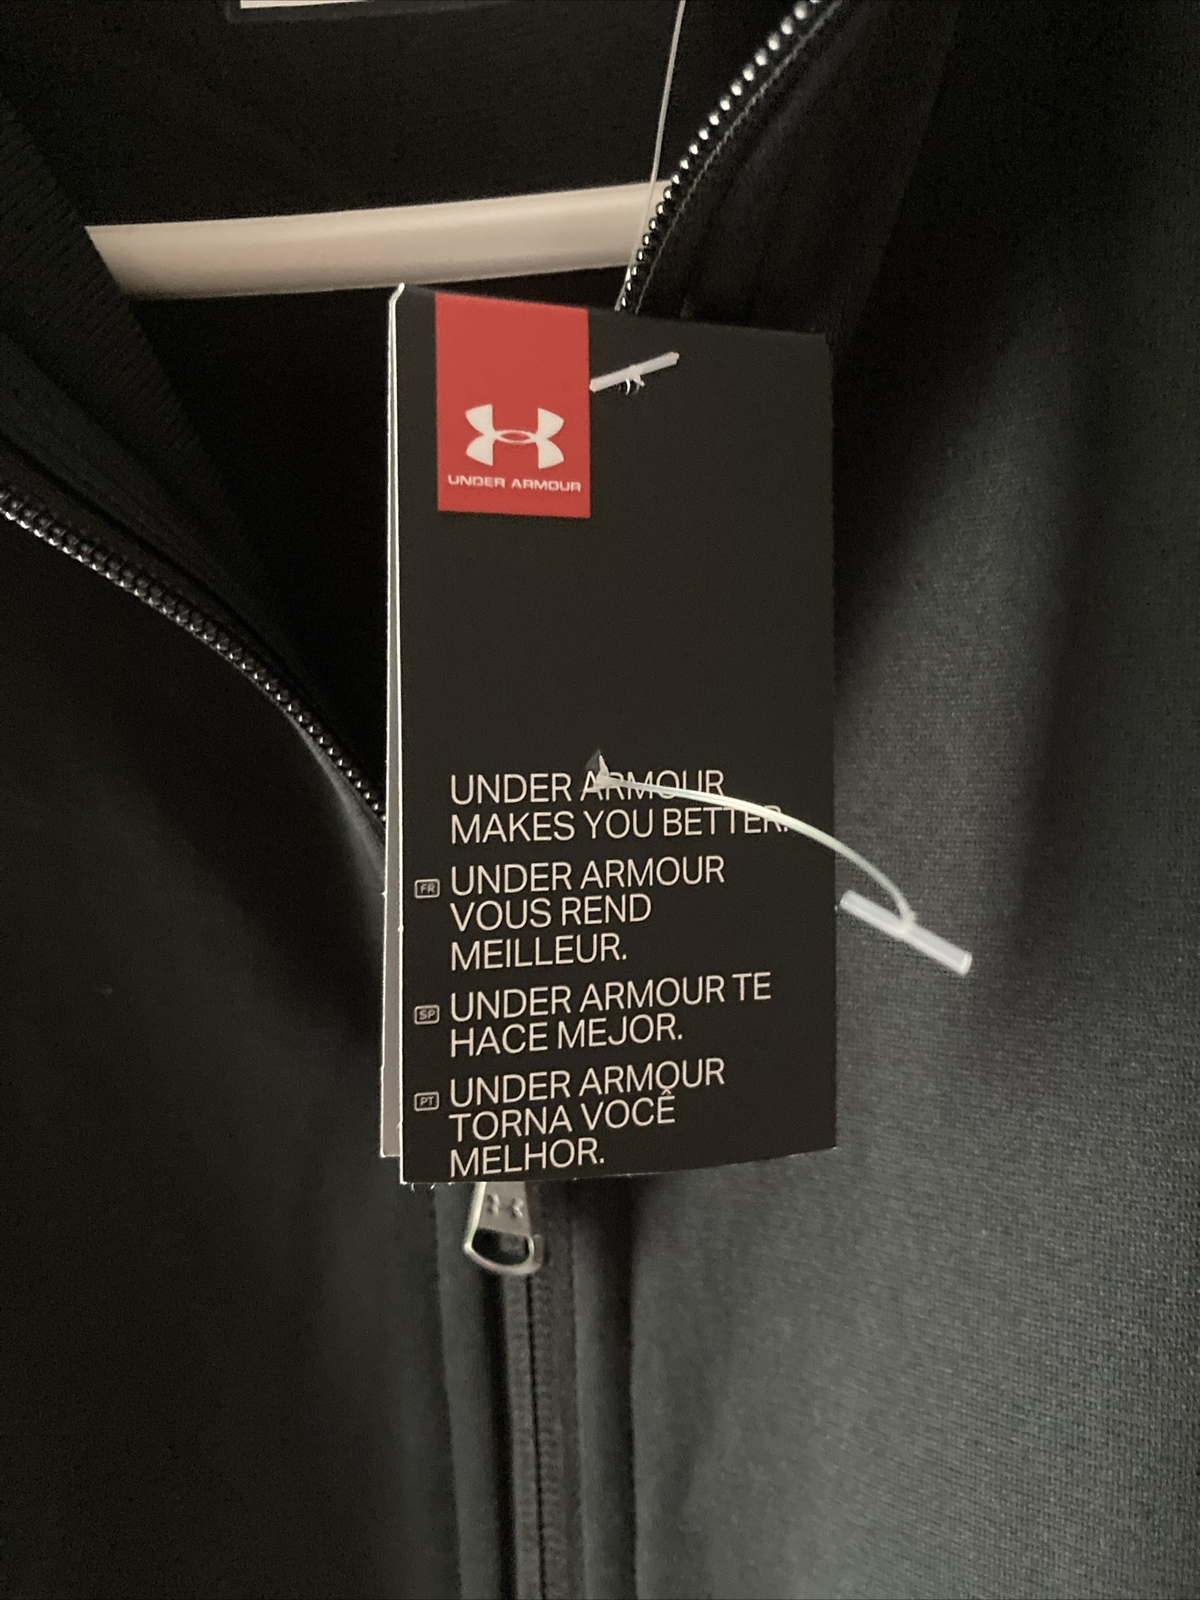 UNDER ARMOUR
UNDER ARMOUR
MAKES YOU BETTER.
FR UNDER ARMOUR
VOUS REND
MEILLEUR.
SP UNDER ARMOUR TE
HACE MEJOR.
PT UNDER ARMOUR
TORNA VOCÊ
MELHOR.